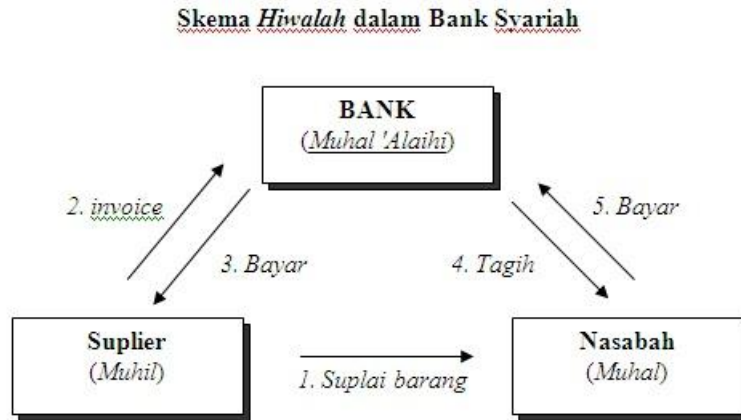 Skema Hiwalah dalam Bank Syariah
BANK
(Muhal 'Alaihi)
2. invoice
5. Bayar
3. Bayar
4. Tagih
Suplier
(Muhil)
Nasabah
(Muhal)
1. Suplai barang